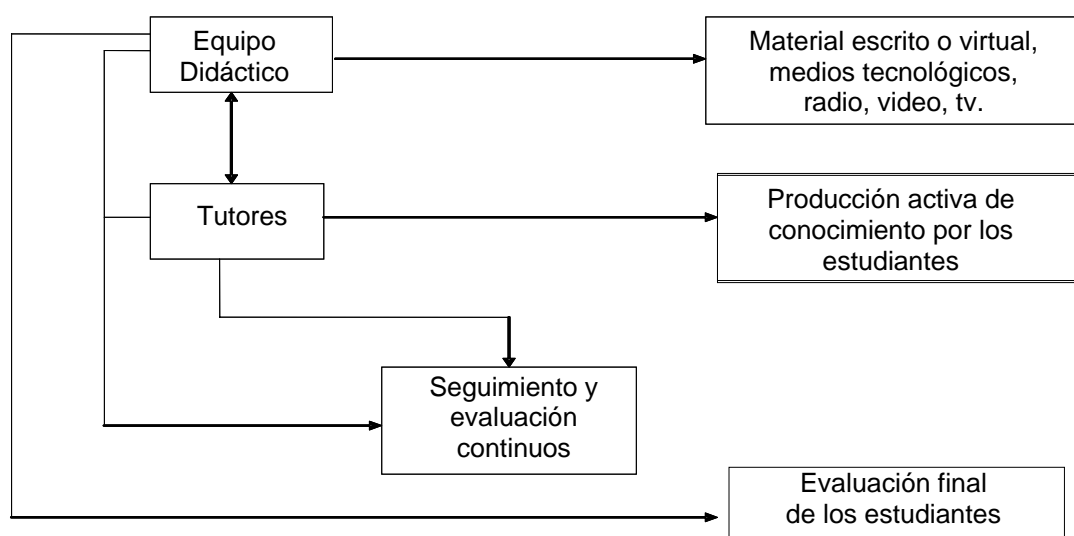 Equipo
Didáctico
Material escrito o virtual,
medios tecnológicos,
radio, video, tv.
Tutores
Producción activa de
conocimiento por los
estudiantes
Seguimiento y
evaluación
continuos
Evaluación final
de los estudiantes